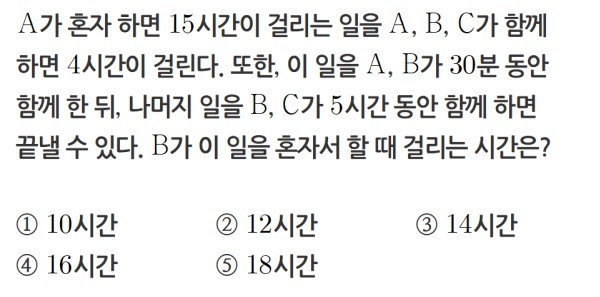 A가 혼자 하면 15시간이 걸리는 일을 A, B, C가 함께
하면 4시간이 걸린다. 또한, 이 일을 A, B가 30분 동안
함께 한 뒤, 나머지 일을 B, C가 5시간 동안 함께 하면
끝낼 수 있다. B가 이 일을 혼자서 할 때 걸리는 시간은?
① 10시간 ② 12시간 ③ 14시간
④ 16시간 ⑤ 18시간